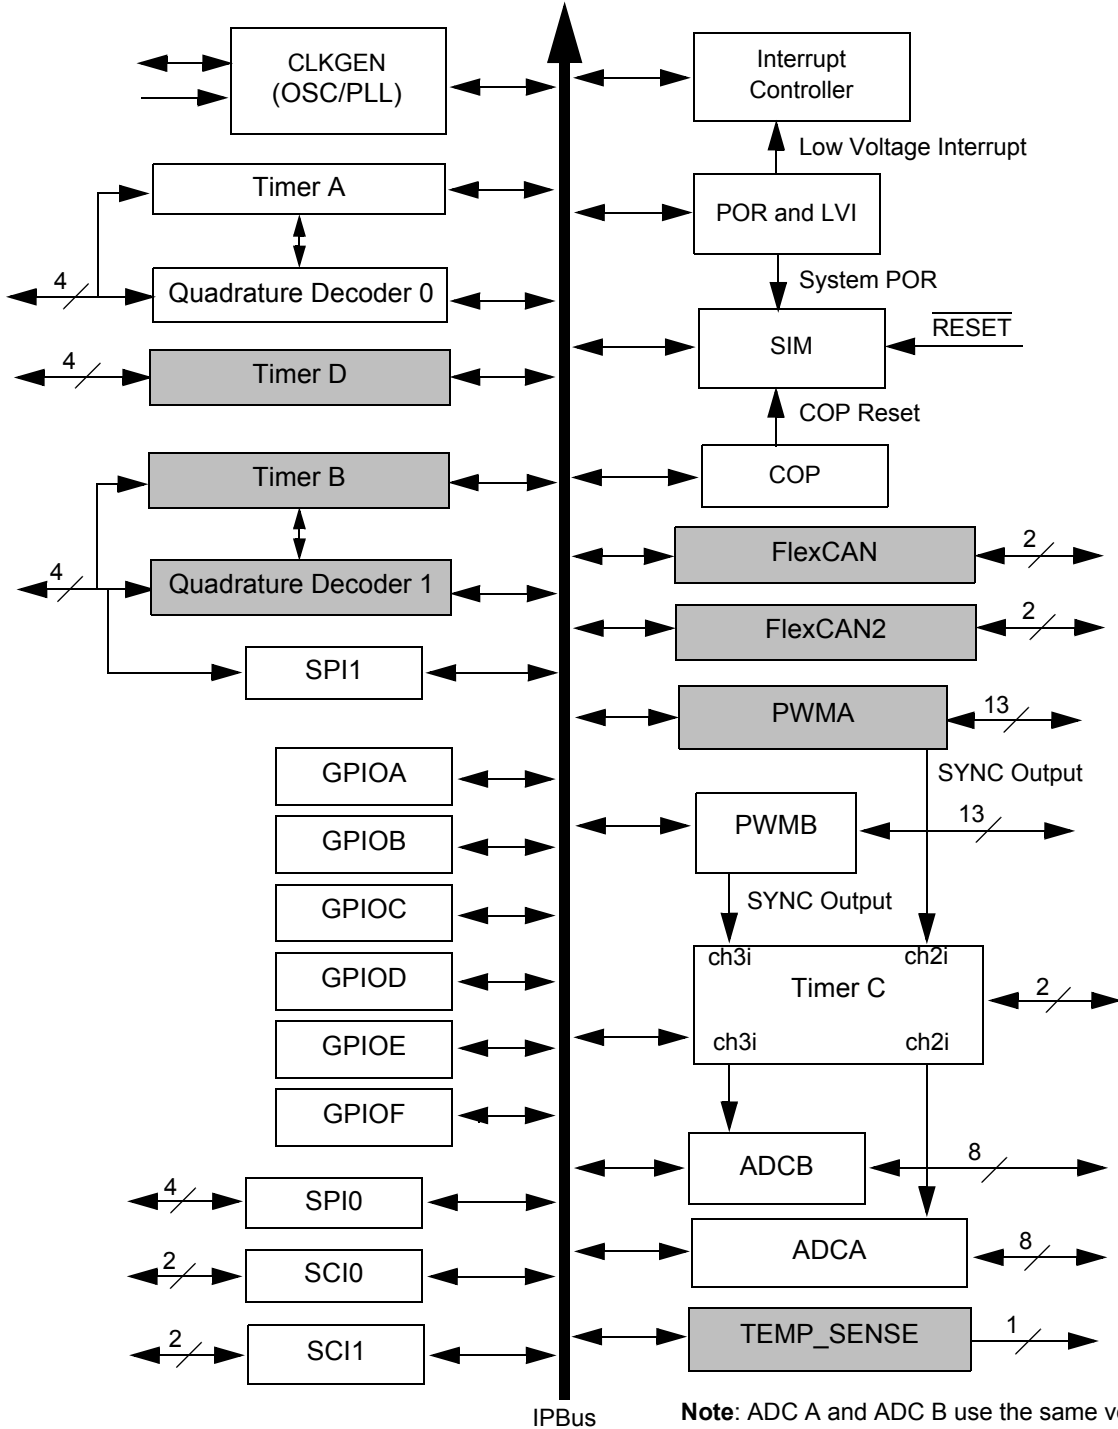 CLKGEN
(OSC/PLL)
Timer A
4
Quadrature Decoder 0
4
Timer D
Timer B
4
Quadrature Decoder 1
SPI1
GPIOA
GPIOB
GPIOC
GPIOD
GPIOE
GPIOF
4
SPI0
2
SCI0
2
SCI1
IPBus
Interrupt
Controller
Low Voltage Interrupt
POR and LVI
System POR
RESET
SIM
COP Reset
COP
FlexCAN
2
FlexCAN2
2
PWMA
13
SYNC Output
PWMB
13
SYNC Output
ch3i
ch2i
Timer C
2
ch3i
ch2i
ADCB
8
ADCA
8
TEMP_SENSE
1
Note: ADC A and ADC B use the same